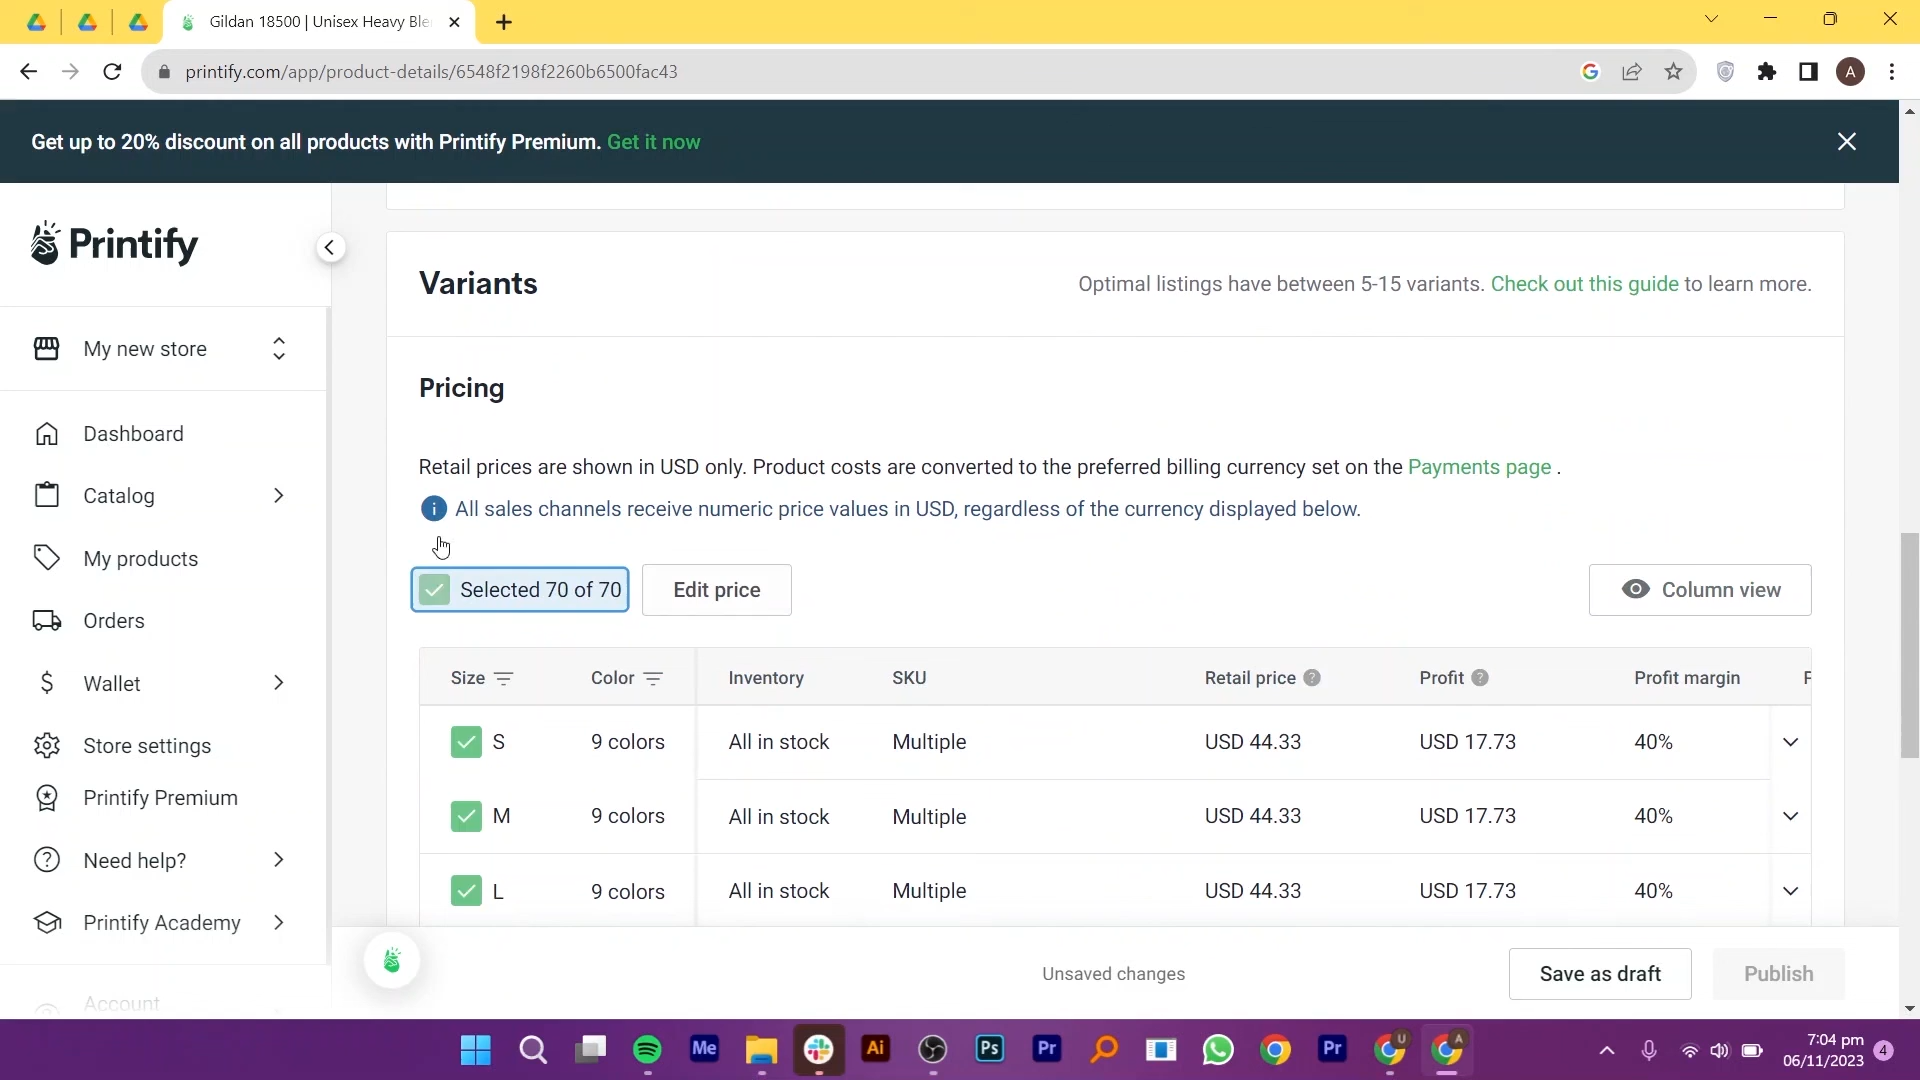 Gildan 18500 | Unisex Heavy Ble
printify.com/app/product-details/6548f2198f2260b6500fac43
A
Get up to 20% discount on all products with Printify Premium. Get it now
Printify
My new store
Dashboard
Catalog
My products
Orders
Wallet
Store settings
Printify Premium
Need help?
Printify Academy
Account
Variants
Optimal listings have between 5-15 variants. Check out this guide to learn more.
Pricing
Retail prices are shown in USD only. Product costs are converted to the preferred billing currency set on the Payments page .
All sales channels receive numeric price values in USD, regardless of the currency displayed below.
Selected 70 of 70
Edit price
Column view
Size Color Inventory SKU Retail price Profit Profit margin F
S 9 colors All in stock Multiple USD 44.33 USD 17.73 40%
M 9 colors All in stock Multiple USD 44.33 USD 17.73 40%
L 9 colors All in stock Multiple USD 44.33 USD 17.73 40%
Unsaved changes
Save as draft
Publish
Me Ai Ps Pr Pr U A
7:04 pm
06/11/2023
4